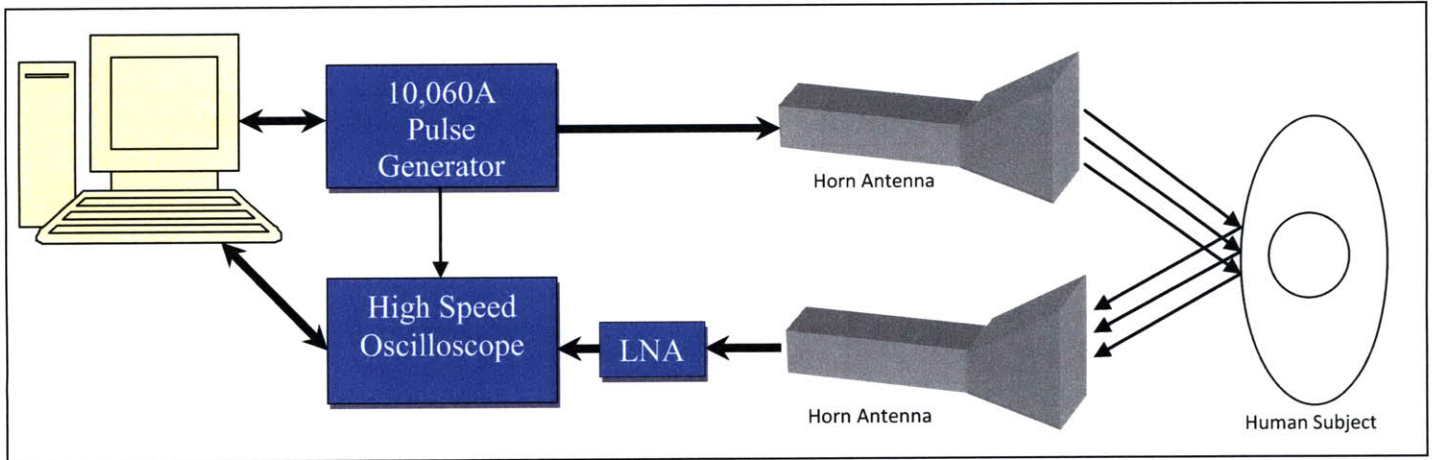 10,060A
Pulse
Generator
Horn Antenna
High Speed
Oscilloscope
LNA
Horn Antenna
Human Subject